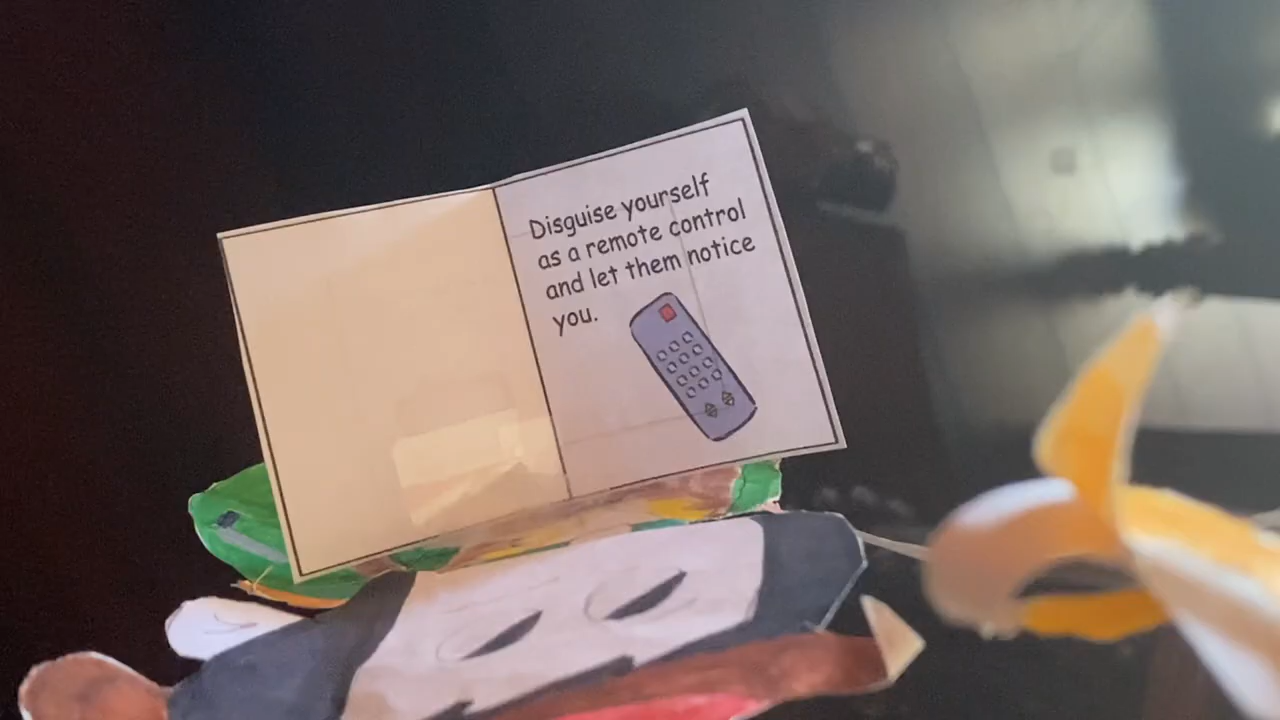 Disguise yourself
as a remote control
and let them notice
you.